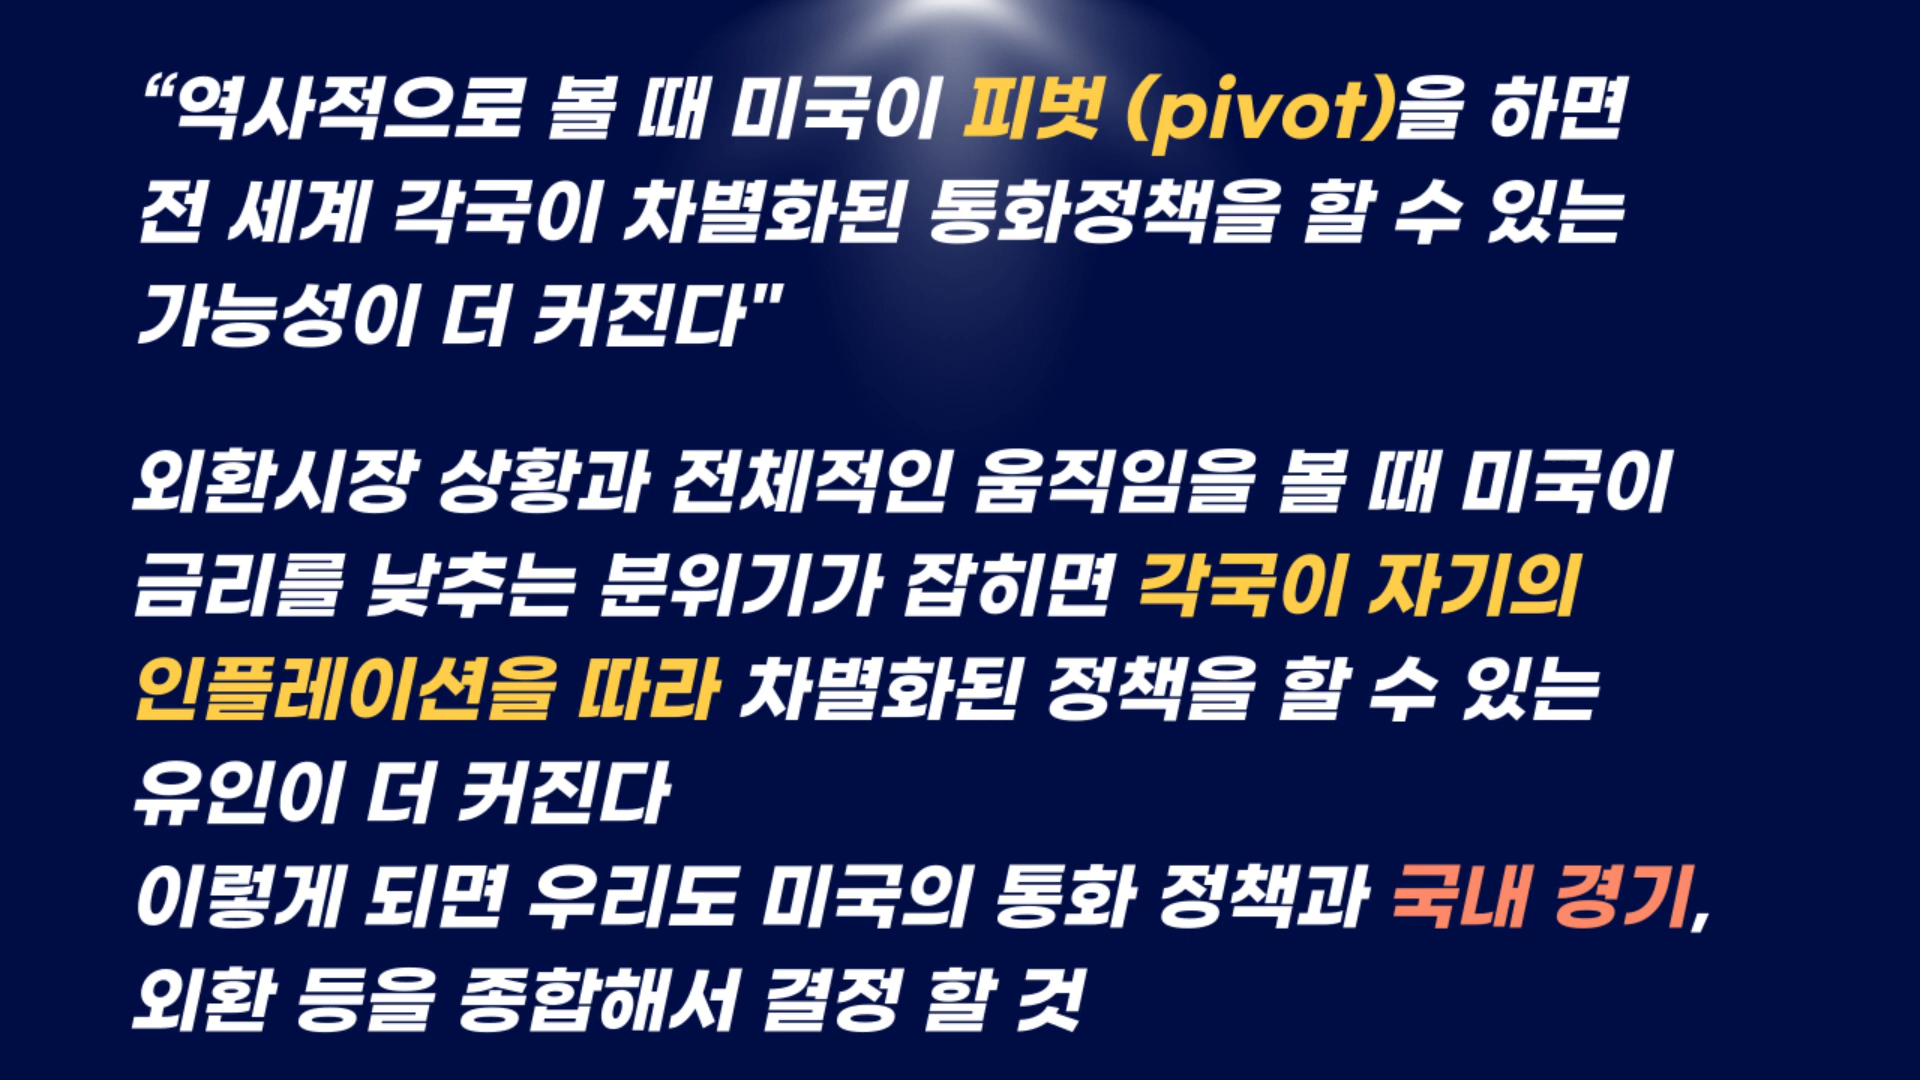 “역사적으로 볼 때 미국이 피벗 (pivot)을 하면
전 세계 각국이 차별화된 통화정책을 할 수 있는
가능성이 더 커진다"
외환시장 상황과 전체적인 움직임을 볼 때 미국이
금리를 낮추는 분위기가 잡히면 각국이 자기의
인플레이션을 따라 차별화된 정책을 할 수 있는
유인이 더 커진다
이렇게 되면 우리도 미국의 통화 정책과 국내 경기,
외환 등을 종합해서 결정 할 것